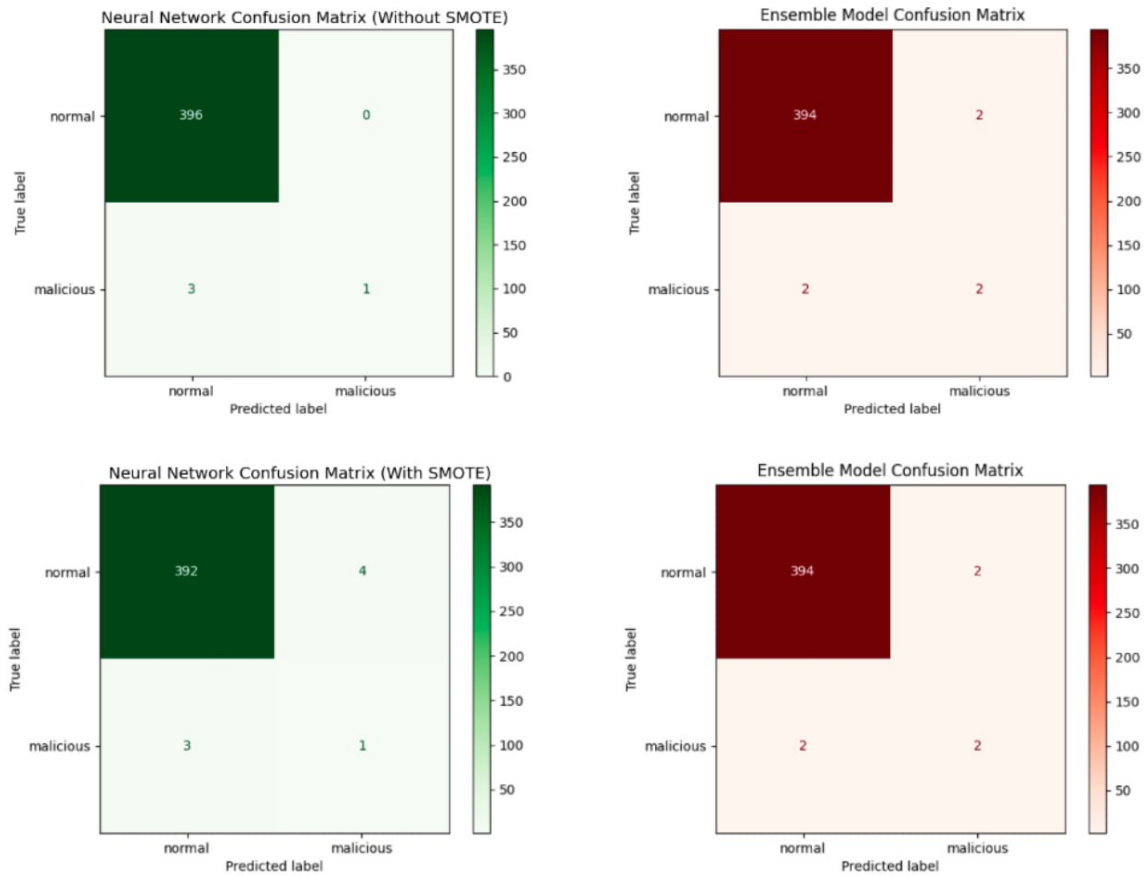 Neural Network Confusion Matrix (Without SMOTE)
normal
malicious
True label
396
0
3
1
normal
malicious
Predicted label
350
300
250
200
150
100
50
0
Ensemble Model Confusion Matrix
normal
malicious
True label
394
2
2
2
normal
malicious
Predicted label
350
300
250
200
150
100
50
Neural Network Confusion Matrix (With SMOTE)
normal
malicious
True label
392
4
3
1
normal
malicious
Predicted label
350
300
250
200
150
100
50
Ensemble Model Confusion Matrix
normal
malicious
True label
394
2
2
2
normal
malicious
Predicted label
350
300
250
200
150
100
50